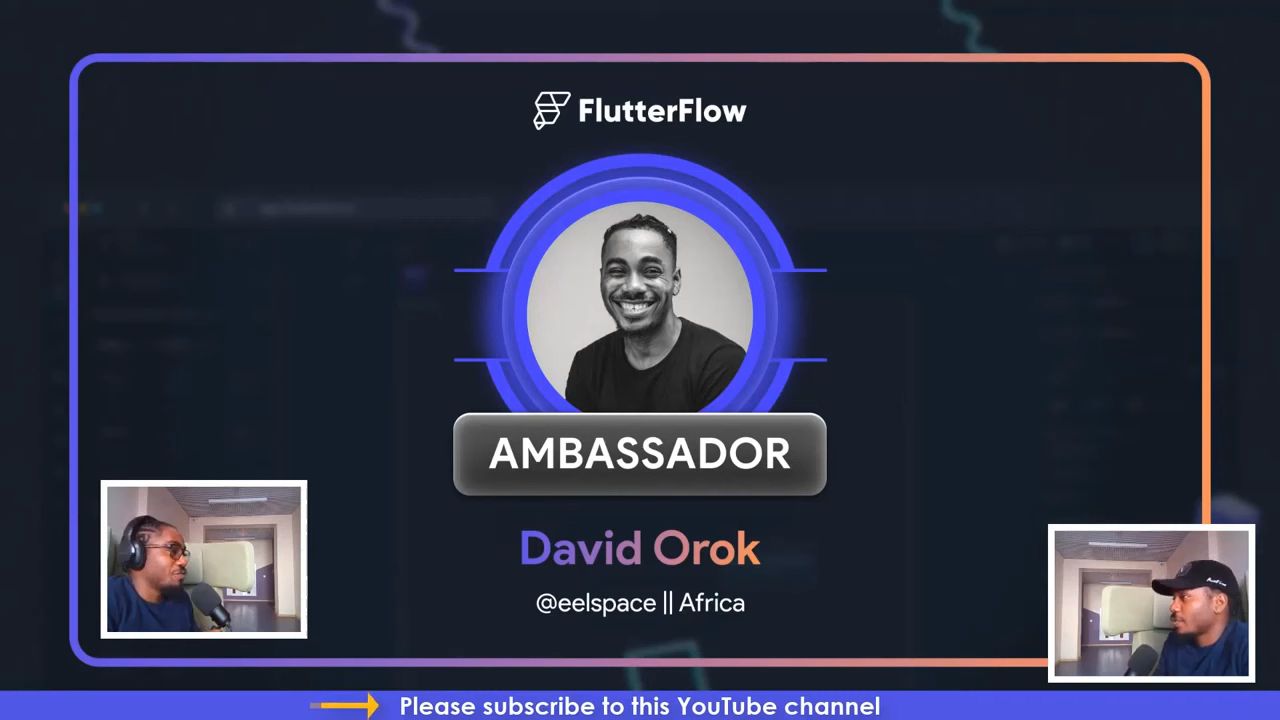 FlutterFlow
AMBASSADOR
David Orok
@eelspace || Africa
Please subscribe to this YouTube channel